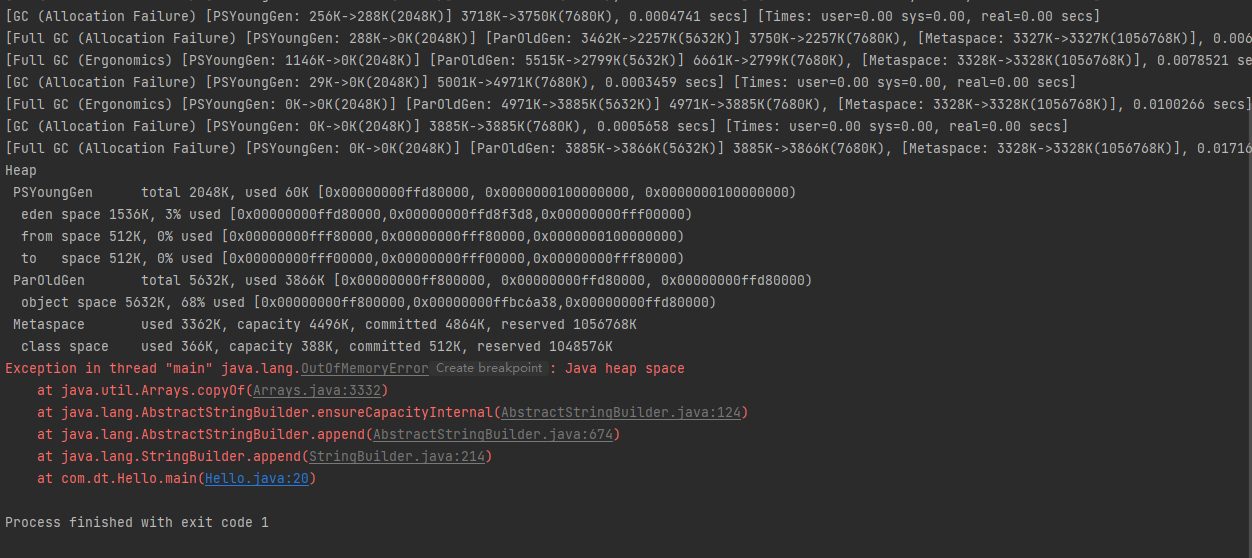 [GC (Allocation Failure) [PSYoungGen: 256K->288K(2048K)] 3718K->3750K(7680K), 0.0004741 secs] [Times: user=0.00 sys=0.00, real=0.00 secs]
[Full GC (Allocation Failure) [PSYoungGen: 288K->0K(2048K)] [ParOldGen: 3462K->2257K(5632K)] 3750K->2257K(7680K), [Metaspace: 3327K->3327K(1056768K)], 0.006
[Full GC (Ergonomics) [PSYoungGen: 1146K->0K(2048K)] [ParOldGen: 5515K->2799K(5632K)] 6661K->2799K(7680K), [Metaspace: 3328K->3328K(1056768K)], 0.0078521 se
[GC (Allocation Failure) [PSYoungGen: 29K->0K(2048K)] 5001K->4971K(7680K), 0.0003459 secs] [Times: user=0.00 sys=0.00, real=0.00 secs]
[Full GC (Ergonomics) [PSYoungGen: 0K->0K(2048K)] [ParOldGen: 4971K->3885K(5632K)] 4971K->3885K(7680K), [Metaspace: 3328K->3328K(1056768K)], 0.0100266 secs]
[GC (Allocation Failure) [PSYoungGen: 0K->0K(2048K)] 3885K->3885K(7680K), 0.0005658 secs] [Times: user=0.00 sys=0.00, real=0.00 secs]
[Full GC (Allocation Failure) [PSYoungGen: 0K->0K(2048K)] [ParOldGen: 3885K->3866K(5632K)] 3885K->3866K(7680K), [Metaspace: 3328K->3328K(1056768K)], 0.01716
Heap
 PSYoungGen      total 2048K, used 60K [0x00000000ffd80000, 0x0000000100000000, 0x0000000100000000)
  eden space 1536K, 3% used [0x00000000ffd80000,0x00000000ffd8f3d8,0x00000000fff00000)
  from space 512K, 0% used [0x00000000fff80000,0x00000000fff80000,0x0000000100000000)
  to   space 512K, 0% used [0x00000000fff00000,0x00000000fff00000,0x00000000fff80000)
 ParOldGen       total 5632K, used 3866K [0x00000000ff800000, 0x00000000ffd80000, 0x00000000ffd80000)
  object space 5632K, 68% used [0x00000000ff800000,0x00000000ffbc6a38,0x00000000ffd80000)
 Metaspace       used 3362K, capacity 4496K, committed 4864K, reserved 1056768K
  class space    used 366K, capacity 388K, committed 512K, reserved 1048576K
Exception in thread "main" java.lang.OutOfMemoryError Create breakpoint : Java heap space
    at java.util.Arrays.copyOf(Arrays.java:3332)
    at java.lang.AbstractStringBuilder.ensureCapacityInternal(AbstractStringBuilder.java:124)
    at java.lang.AbstractStringBuilder.append(AbstractStringBuilder.java:674)
    at java.lang.StringBuilder.append(StringBuilder.java:214)
    at com.dt.Hello.main(Hello.java:20)
Process finished with exit code 1